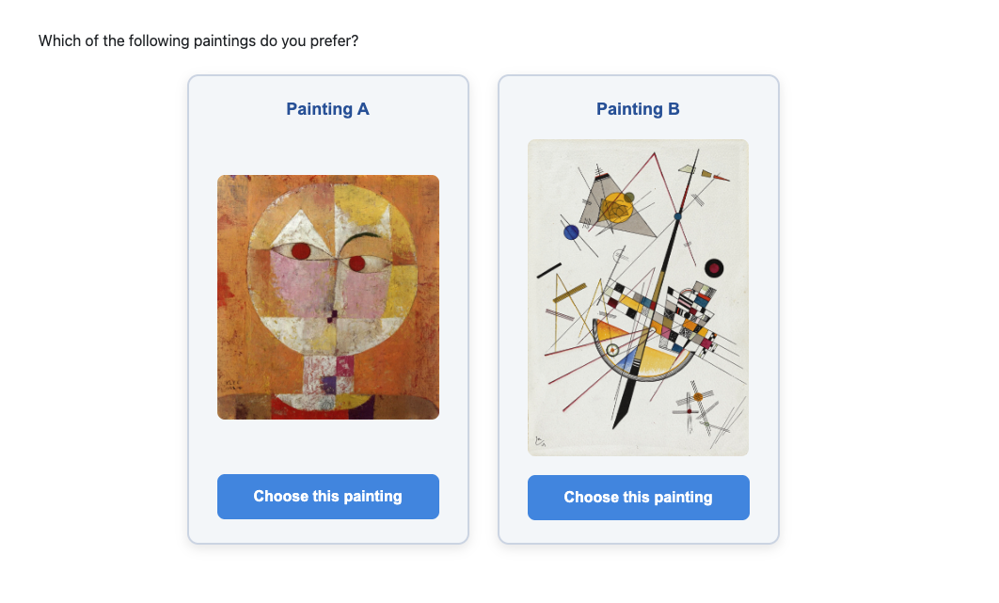 Which of the following paintings do you prefer?
Painting A
Painting B
Choose this painting
Choose this painting